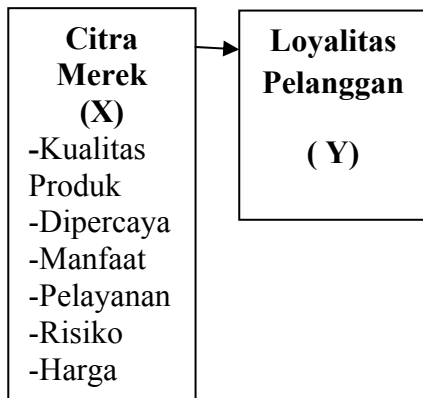 Citra
Merek
(X)
-Kualitas
Produk
-Dipercaya
-Manfaat
-Pelayanan
-Risiko
-Harga
Loyalitas
Pelanggan
( Y)